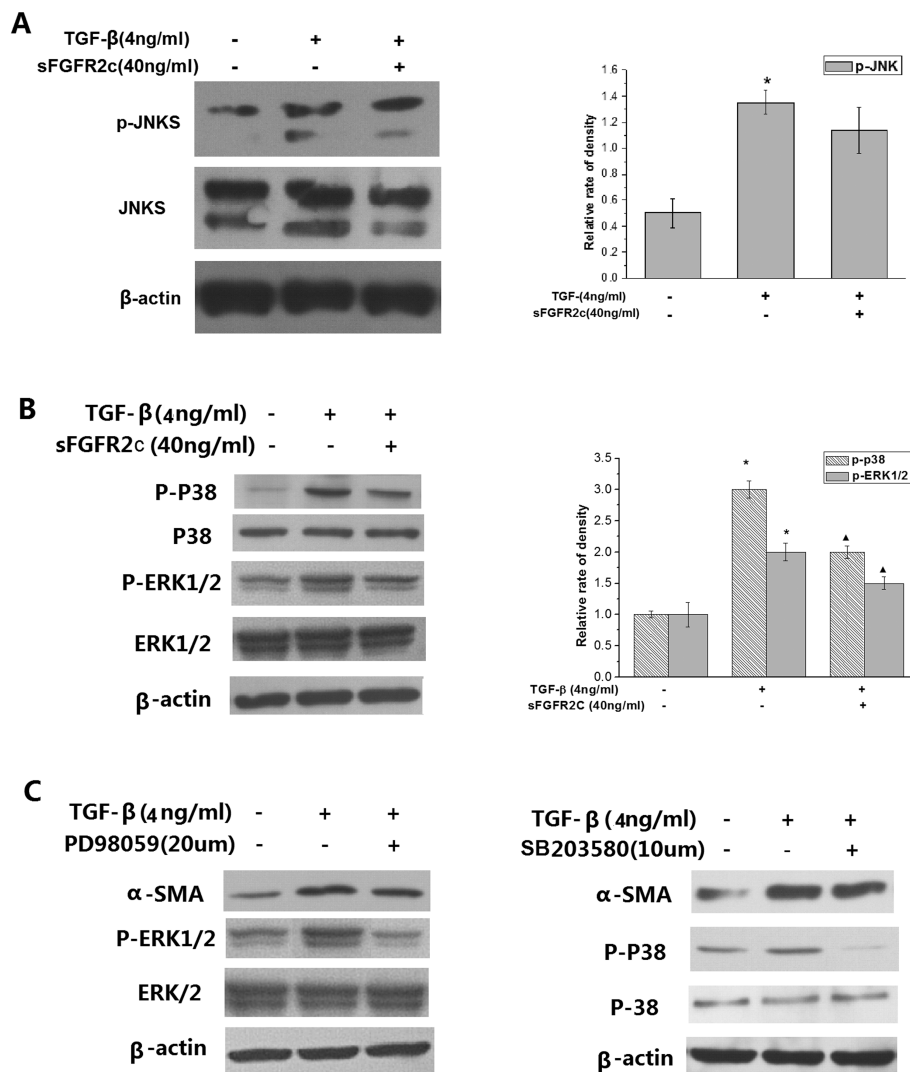 A
TGF-β(4ng/ml) - + +
sFGFR2c(40ng/ml) - - +
p-JNKS
JNKS
β-actin
p-JNK
1.6
1.4
1.2
1.0
0.8
0.6
0.4
0.2
0.0
Relative rate of density
*
TGF-(4ng/ml) - + +
sFGFR2c(40ng/ml) - - +
B
TGF-β(4ng/ml) - + +
sFGFR2c (40ng/ml) - - +
P-P38
P38
P-ERK1/2
ERK1/2
β-actin
p-p38
p-ERK1/2
3.5
3.0
2.5
2.0
1.5
1.0
0.5
0.0
Relative rate of density
* * ▲ ▲
TGF-β (4ng/ml) - + +
sFGFR2C (40ng/ml) - - +
C
TGF-β(4ng/ml) - + +
PD98059(20um) - - +
α-SMA
P-ERK1/2
ERK/2
β-actin
TGF-β (4ng/ml) - + +
SB203580(10um) - - +
α-SMA
P-P38
P-38
β-actin